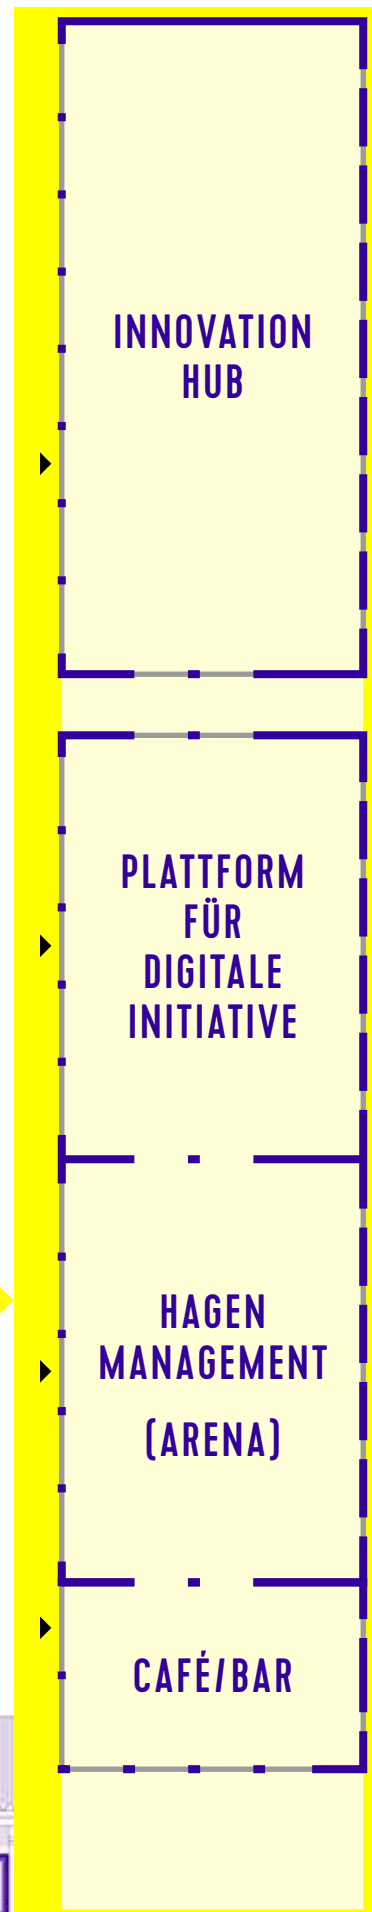 INNOVATION
HUB
PLATTFORM
FÜR
DIGITALE
INITIATIVE
HAGEN
MANAGEMENT
(ARENA)
CAFÉ/BAR